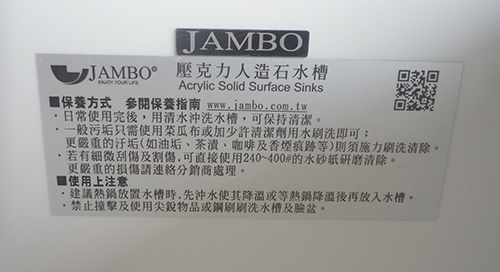 JAMBO
JAMBO®
ENJOY YOUR LIFE
壓克力人造石水槽
Acrylic Solid Surface Sinks
■保養方式 參閱保養指南 www.jambo.com.tw
·日常使用完後，用清水沖洗水槽，可保持清潔。
·一般污垢只需使用菜瓜布或加少許清潔劑用水刷洗即可；
更嚴重的汙垢(如油垢、茶漬、咖啡及香煙痕跡等)則須施力刷洗清除。
·若有細微刮傷及割傷，可直接使用240~400#的水砂紙研磨清除。
更嚴重的損傷請連絡分銷商處理。
■使用上注意
·建議熱鍋放置水槽時，先沖水使其降溫或等熱鍋降溫後再放入水槽。
·禁止撞擊及使用尖銳物品或鋼刷刷洗水槽及臉盆。